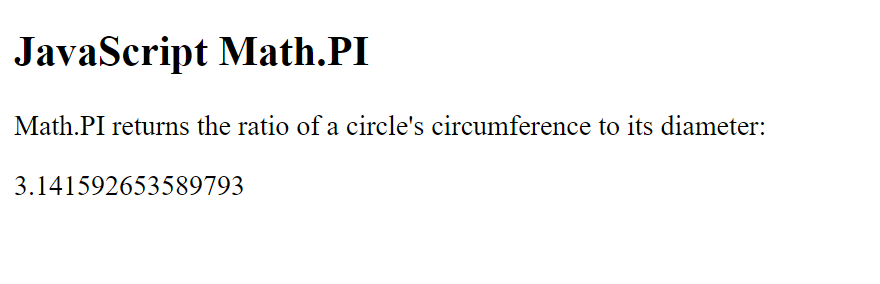 JavaScript Math.PI
Math.PI returns the ratio of a circle's circumference to its diameter:
3.141592653589793